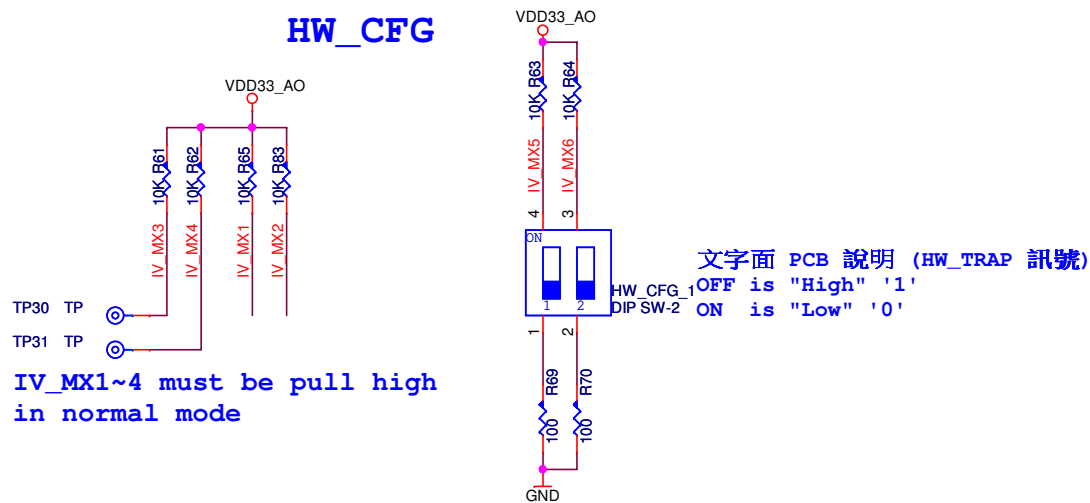 HW_CFG
VDD33_AO
10K R61
10K R62
10K R65
10K R83
IV_MX3
IV_MX4
IV_MX1
IV_MX2
TP30 TP
TP31 TP
IV_MX1~4 must be pull high
in normal mode
VDD33_AO
10K R63
10K R64
IV_MX5
IV_MX6
4
3
ON
1 2
HW_CFG_1
DIP SW-2
1
2
R69
R70
100
100
GND
文字面 PCB 說明 (HW_TRAP 訊號)
OFF is "High" '1'
ON is "Low" '0'